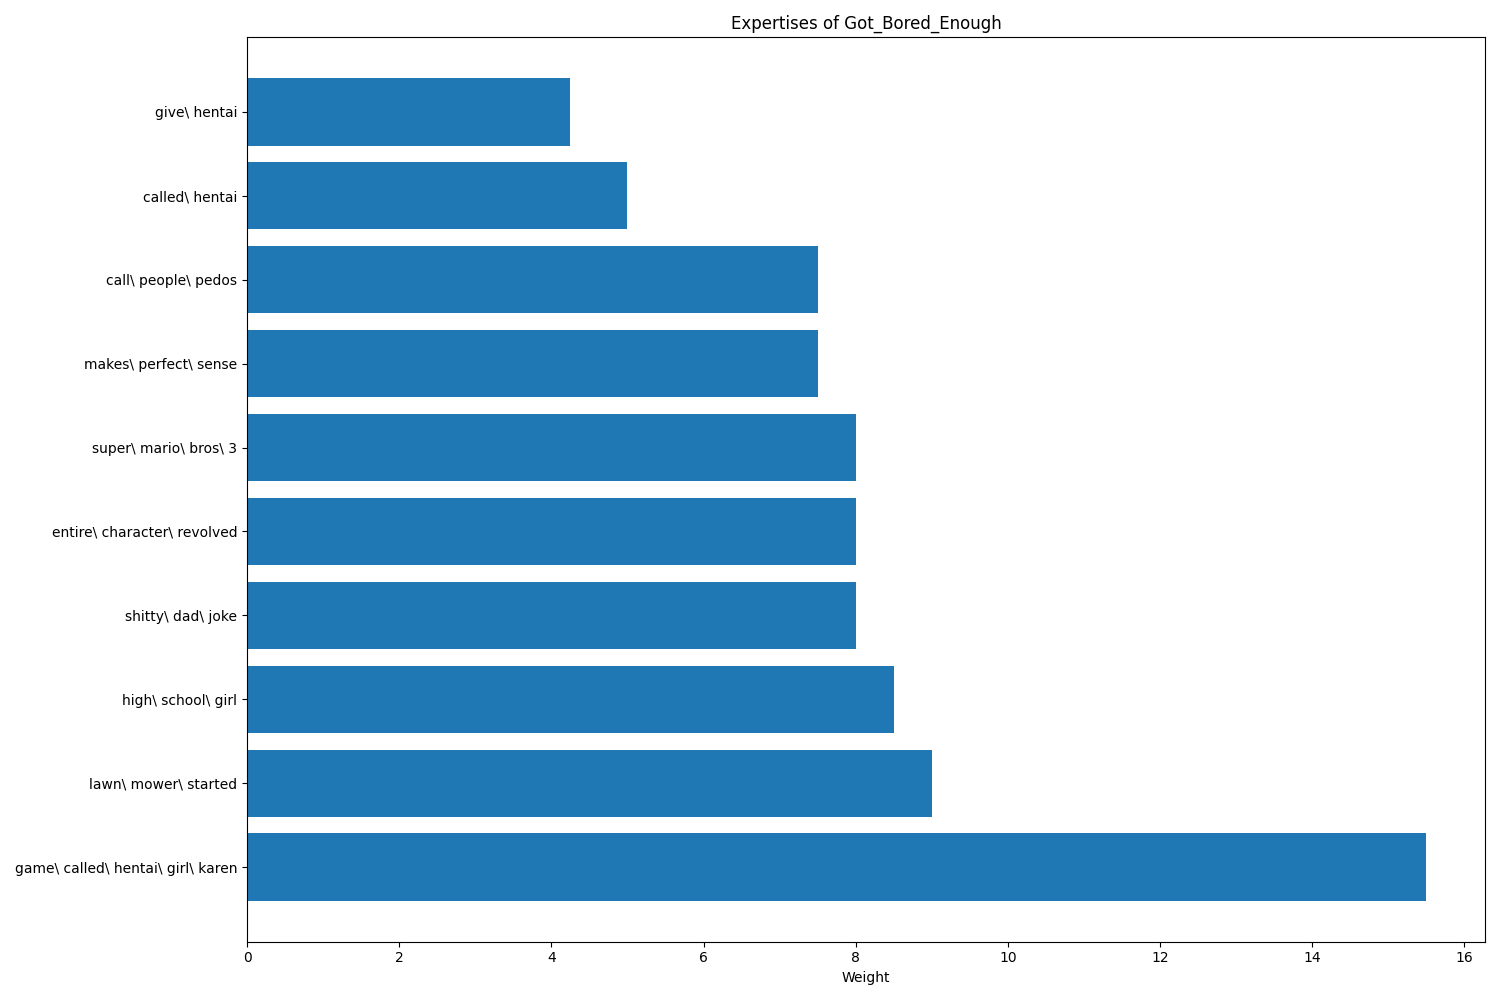 Expertises of Got_Bored_Enough
give\ hentai
called\ hentai
call\ people\ pedos
makes\ perfect\ sense
super\ mario\ bros\ 3
entire\ character\ revolved
shitty\ dad\ joke
high\ school\ girl
lawn\ mower\ started
game\ called\ hentai\ girl\ karen
0 2 4 6 8 10 12 14 16
Weight